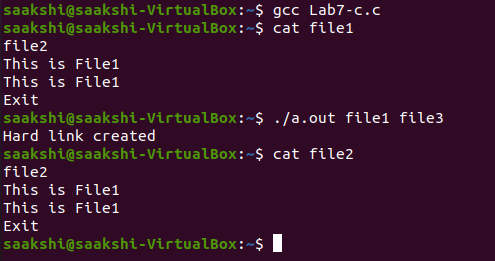 saakshi@saakshi-VirtualBox:~$ gcc Lab7-c.c
saakshi@saakshi-VirtualBox:~$ cat file1
file2
This is File1
This is File1
Exit
saakshi@saakshi-VirtualBox:~$ ./a.out file1 file3
Hard link created
saakshi@saakshi-VirtualBox:~$ cat file2
file2
This is File1
This is File1
Exit
saakshi@saakshi-VirtualBox:~$